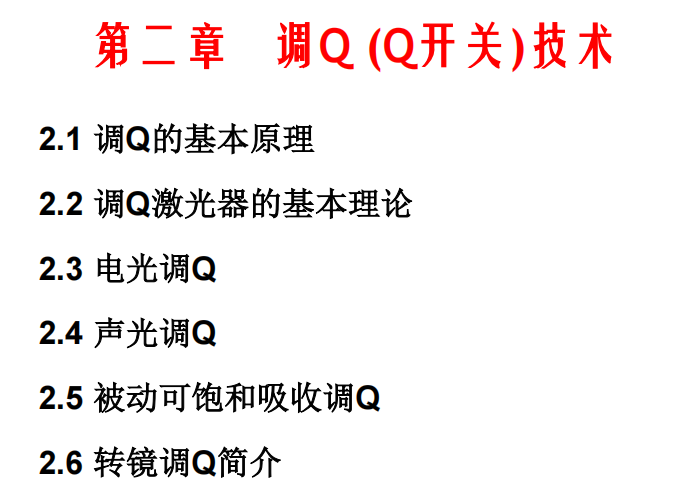 第二章 调Q (Q开关)技术
2.1 调Q的基本原理
2.2 调Q激光器的基本理论
2.3 电光调Q
2.4 声光调Q
2.5 被动可饱和吸收调Q
2.6 转镜调Q简介